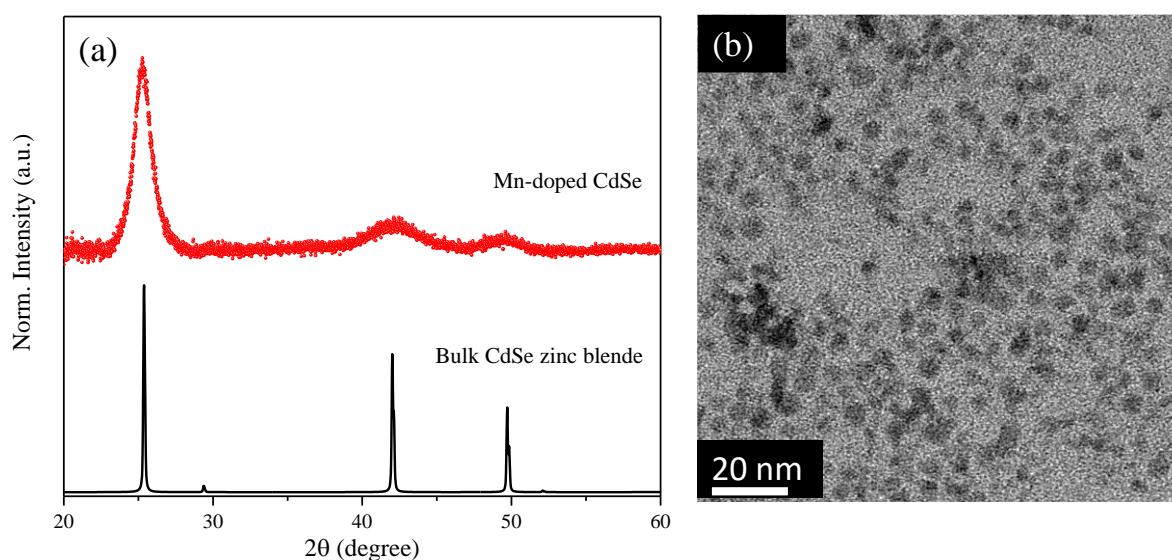 (a)
Mn-doped CdSe
Bulk CdSe zinc blende
Norm. Intensity (a.u.)
20 30 40 50 60
2θ (degree)
(b)
20 nm